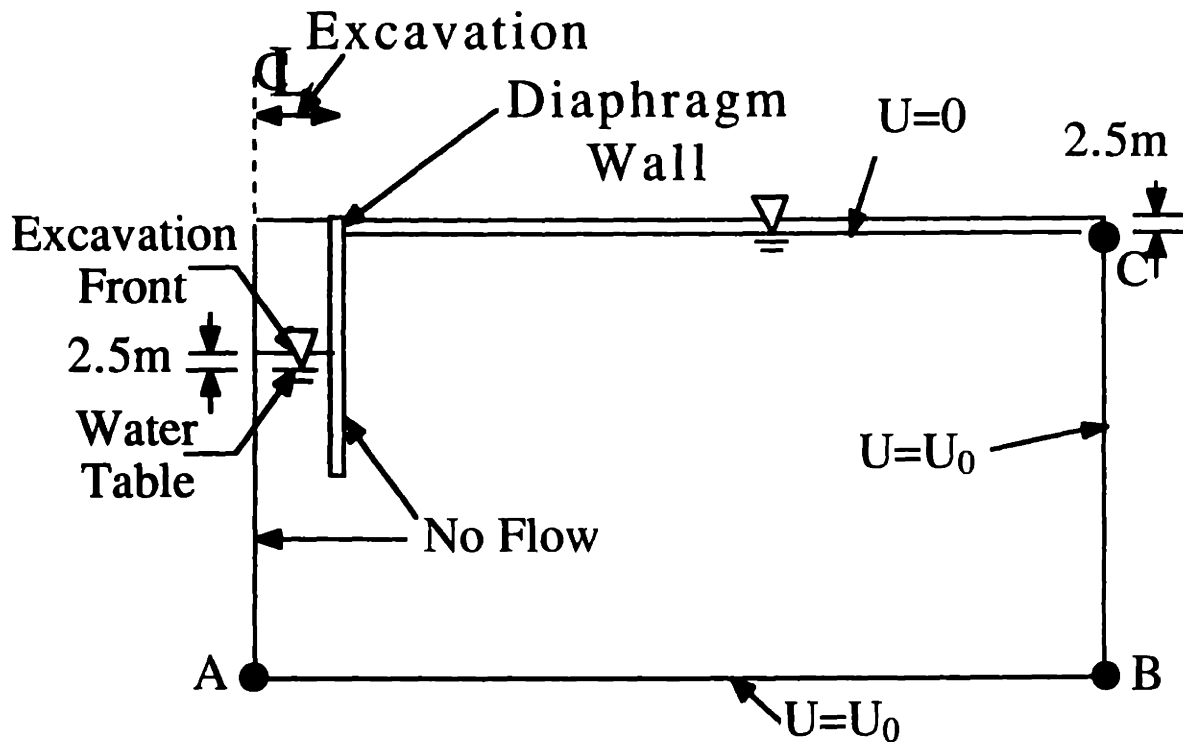 Excavation
℄
Diaphragm
Wall
U=0
2.5m
Excavation
Front
C
2.5m
Water
Table
U=U₀
No Flow
A
B
U=U₀